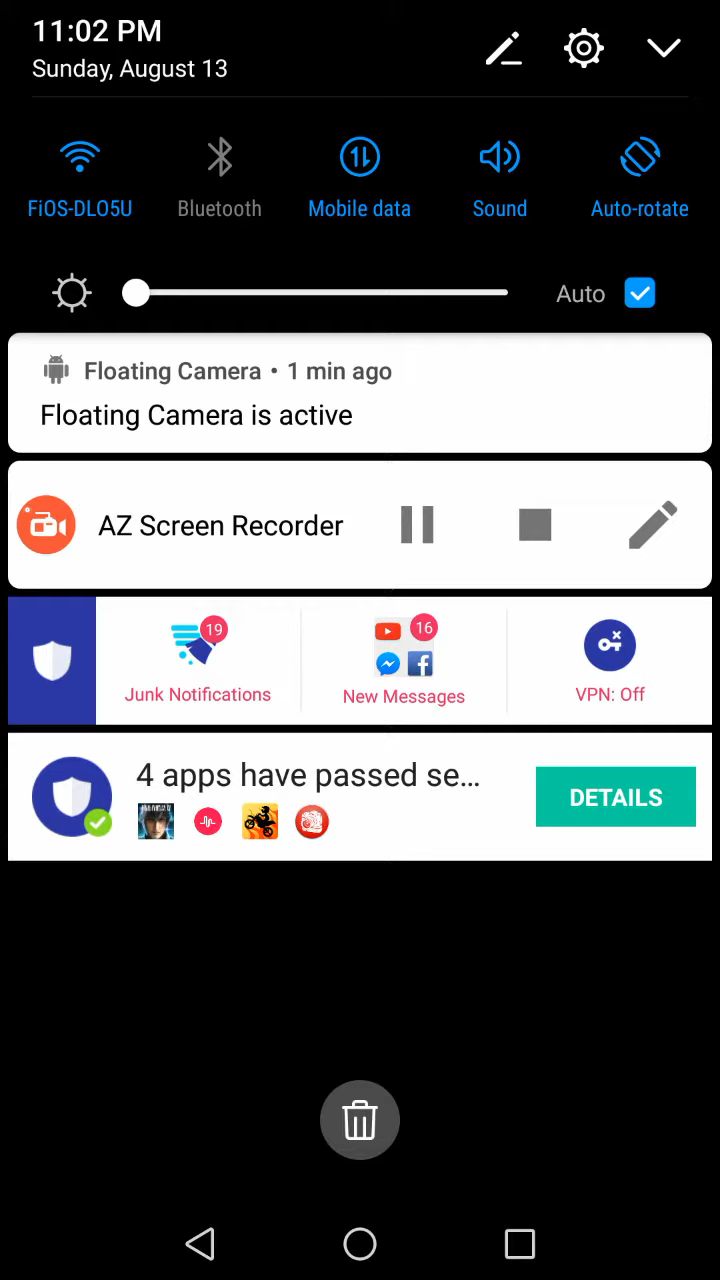 11:02 PM
Sunday, August 13
FiOS-DLO5U
Bluetooth
Mobile data
Sound
Auto-rotate
Auto
Floating Camera • 1 min ago
Floating Camera is active
AZ Screen Recorder
19
Junk Notifications
16
New Messages
VPN: Off
4 apps have passed se...
DETAILS